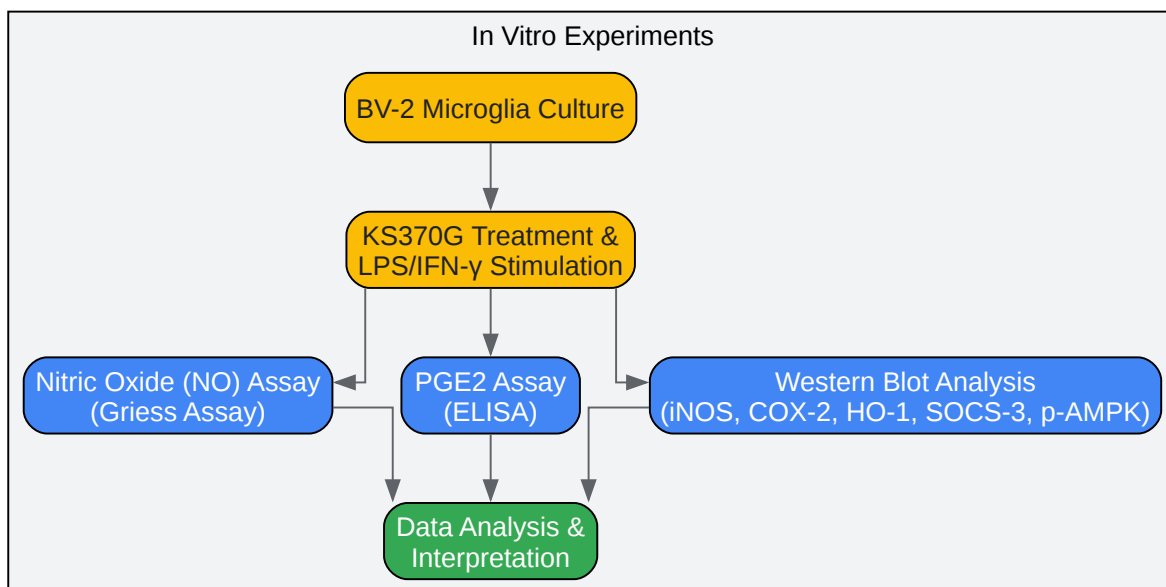 In Vitro Experiments
BV-2 Microglia Culture
KS370G Treatment &
LPS/IFN-γ Stimulation
Nitric Oxide (NO) Assay
(Griess Assay)
PGE2 Assay
(ELISA)
Western Blot Analysis
(iNOS, COX-2, HO-1, SOCS-3, p-AMPK)
Data Analysis &
Interpretation